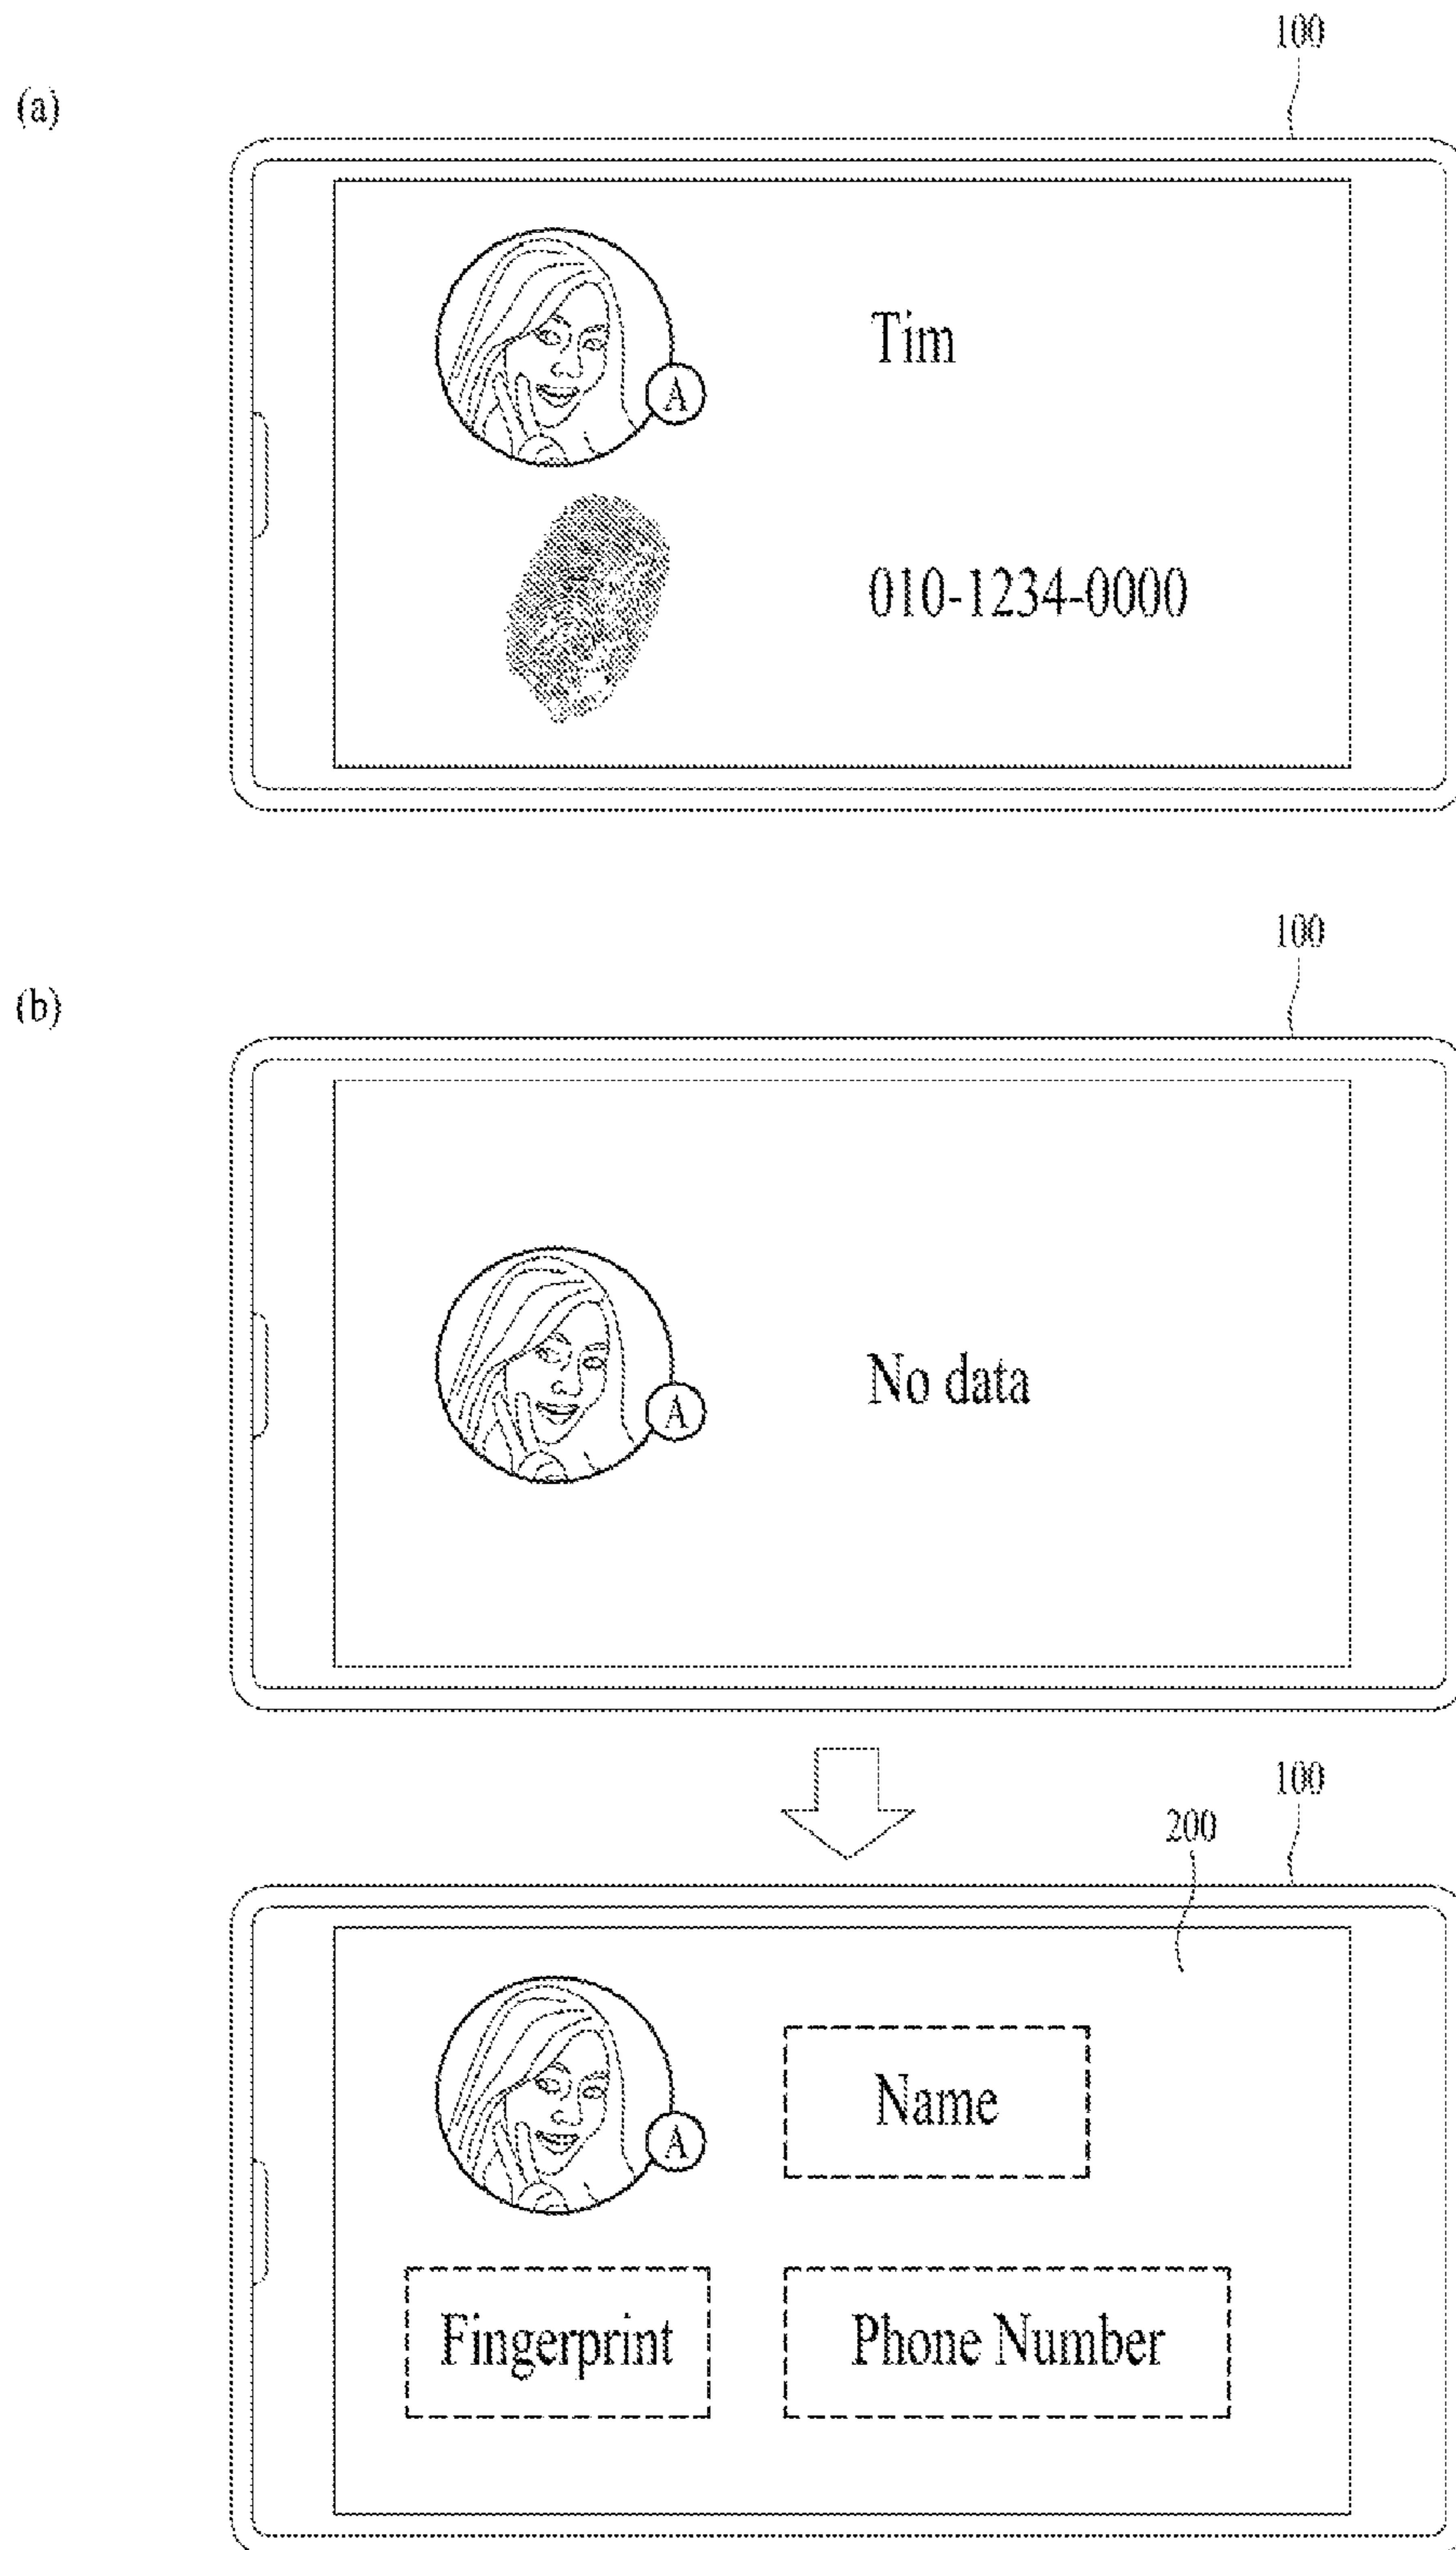 100
(a)
Tim
A
010-1234-0000
100
(b)
No data
A
100
200
Name
A
Fingerprint
Phone Number